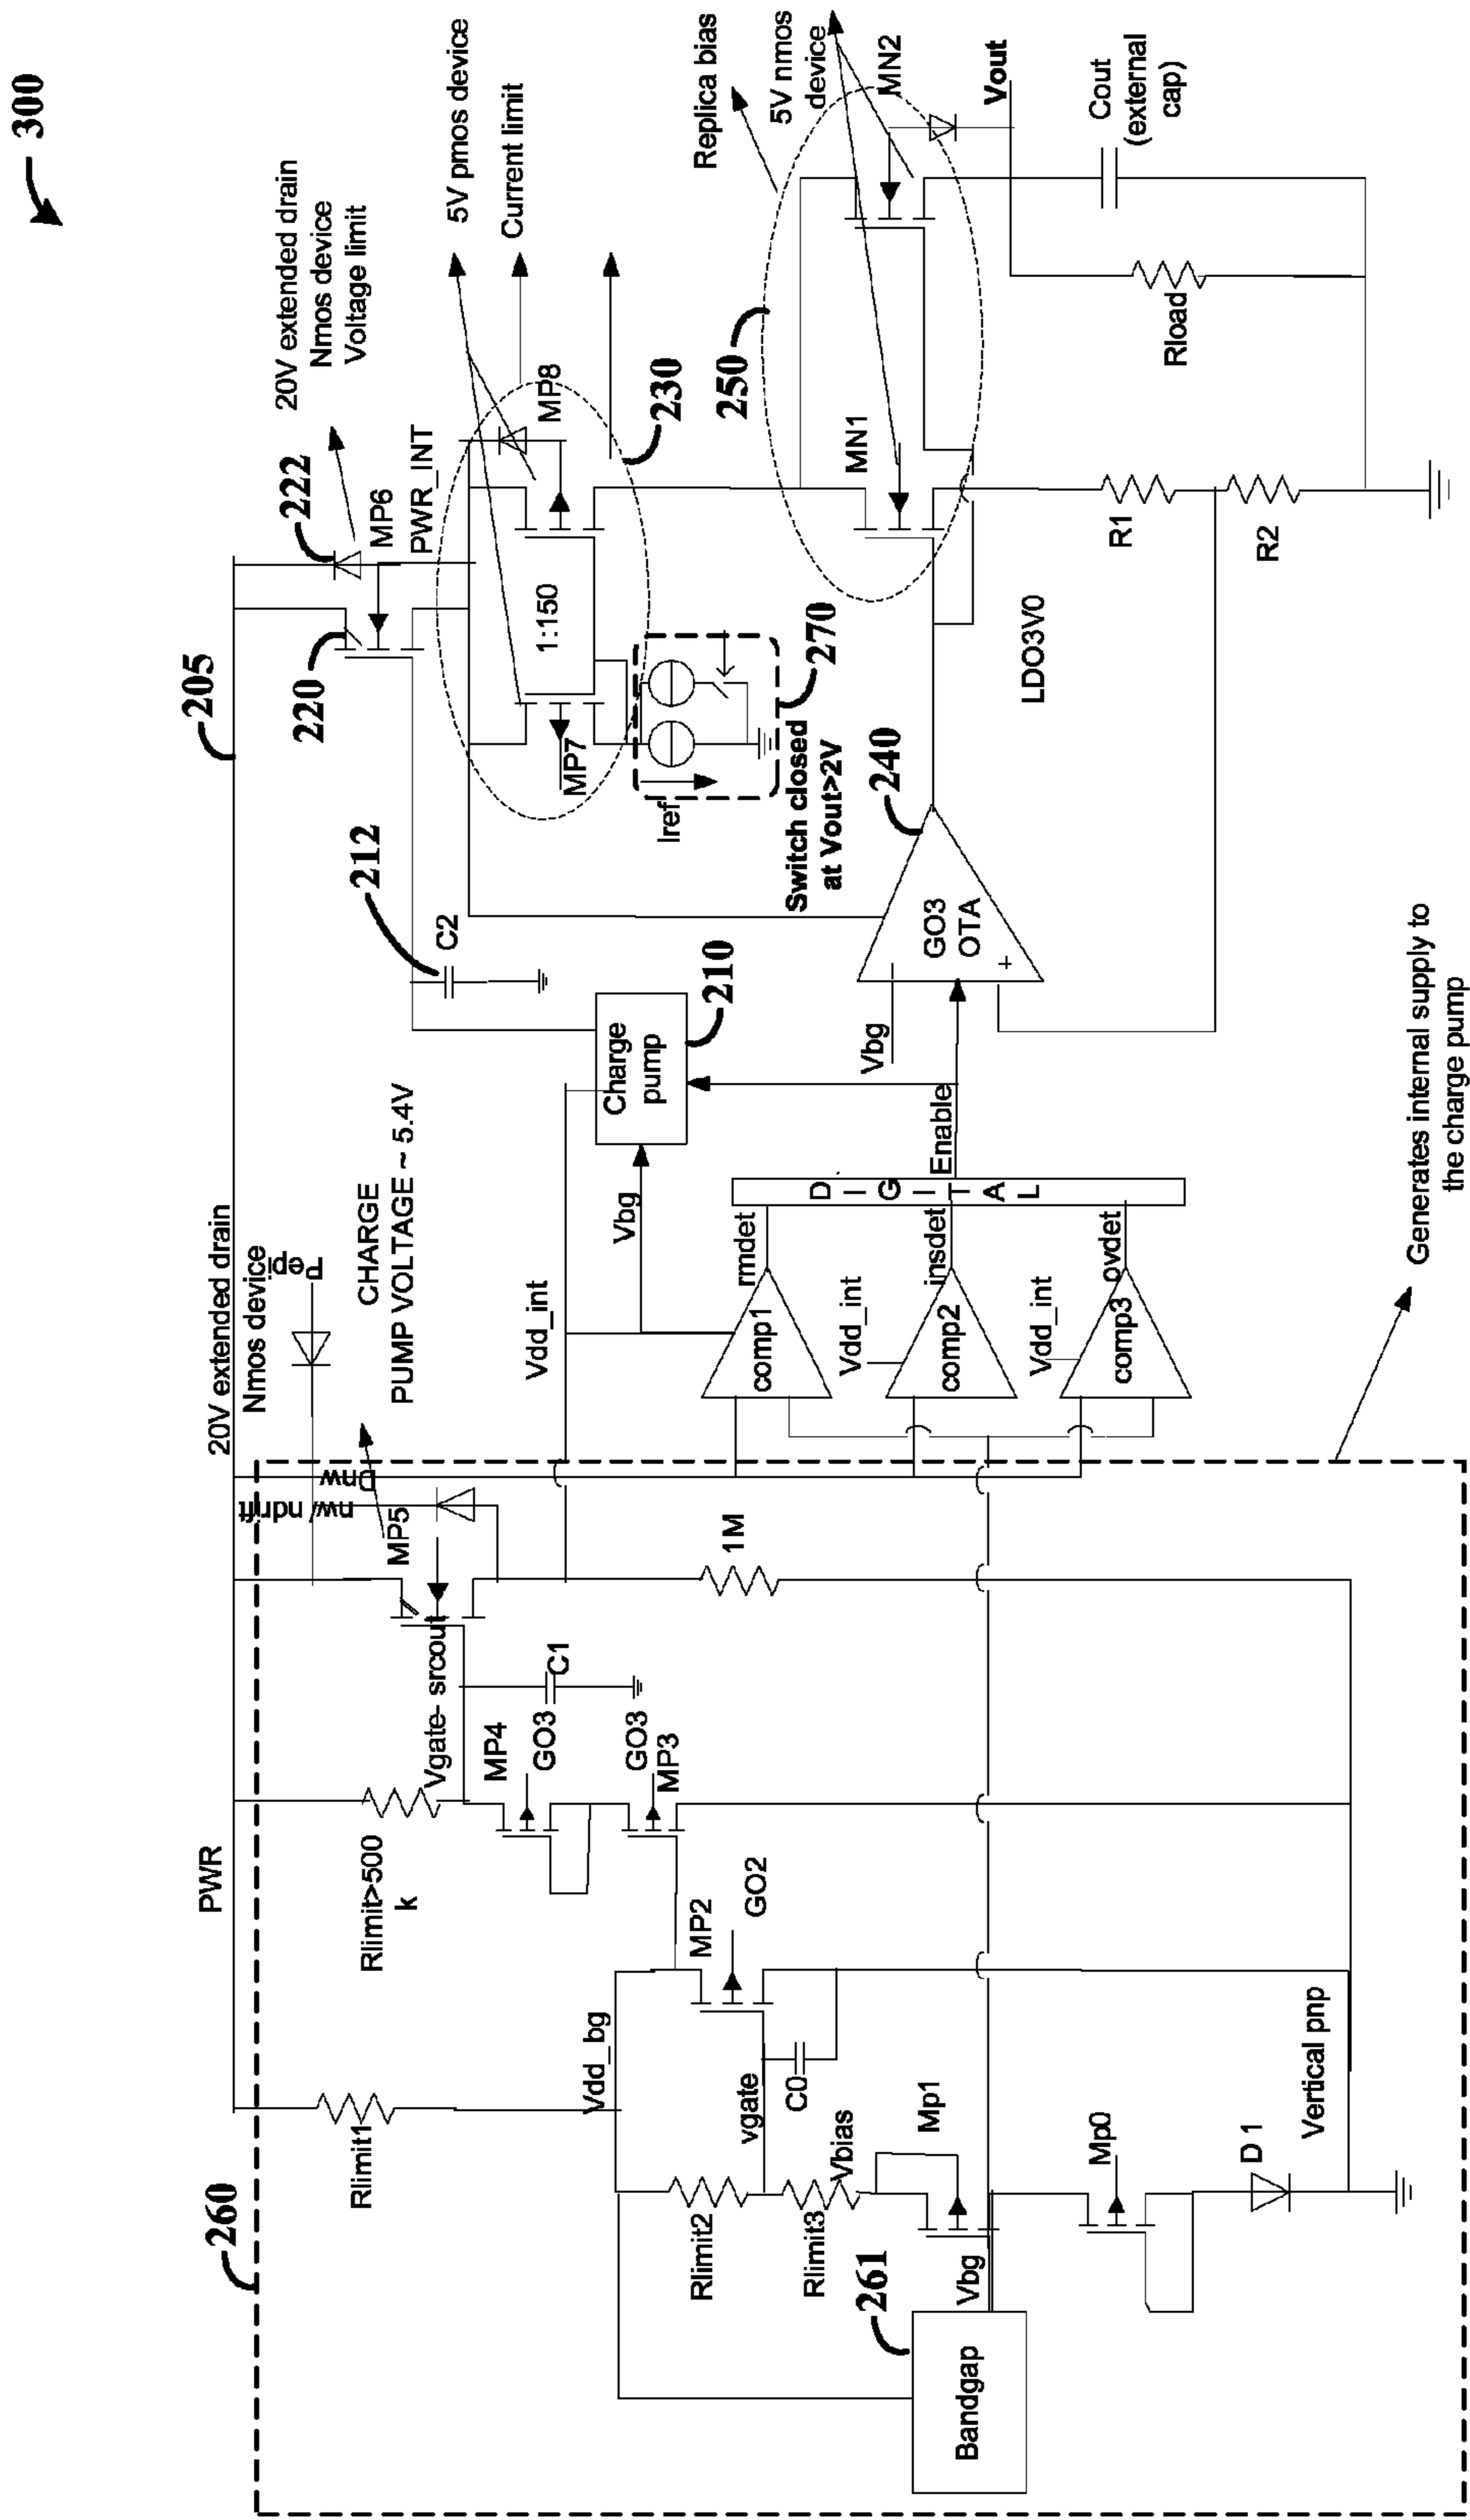 300
205
PWR
20V extended drain
Nmos device
Pepi
nw/ ndrift
Dnw
CHARGE
PUMP VOLTAGE ~ 5.4V
20V extended drain
Nmos device
Voltage limit
222
MP6
220
PWR_INT
5V pmos device
Current limit
MP8
230
1:150
MP7
Iref
270
Switch closed
at Vout>2V
212
C2
Charge
pump
210
Vbg
Vdd_int
Replica bias
5V nmos
device
MN2
250
MN1
Vout
Cout
(external
cap)
Rload
R1
R2
LDO3V0
240
GO3
OTA
Vbg
Enable
D I G I T A L
rmdet
insdet
ovdet
comp1
Vdd_int
comp2
Vdd_int
comp3
Generates internal supply to
the charge pump
260
Rlimit1
Rlimit>500
k
Vgate- srcout
MP5
1M
C1
MP4
GO3
GO3
MP3
MP2
GO2
Vdd_bg
vgate
C0
Rlimit2
Rlimit3
Vbias
Mp1
261
Vbg
Bandgap
Mp0
D 1
Vertical pnp